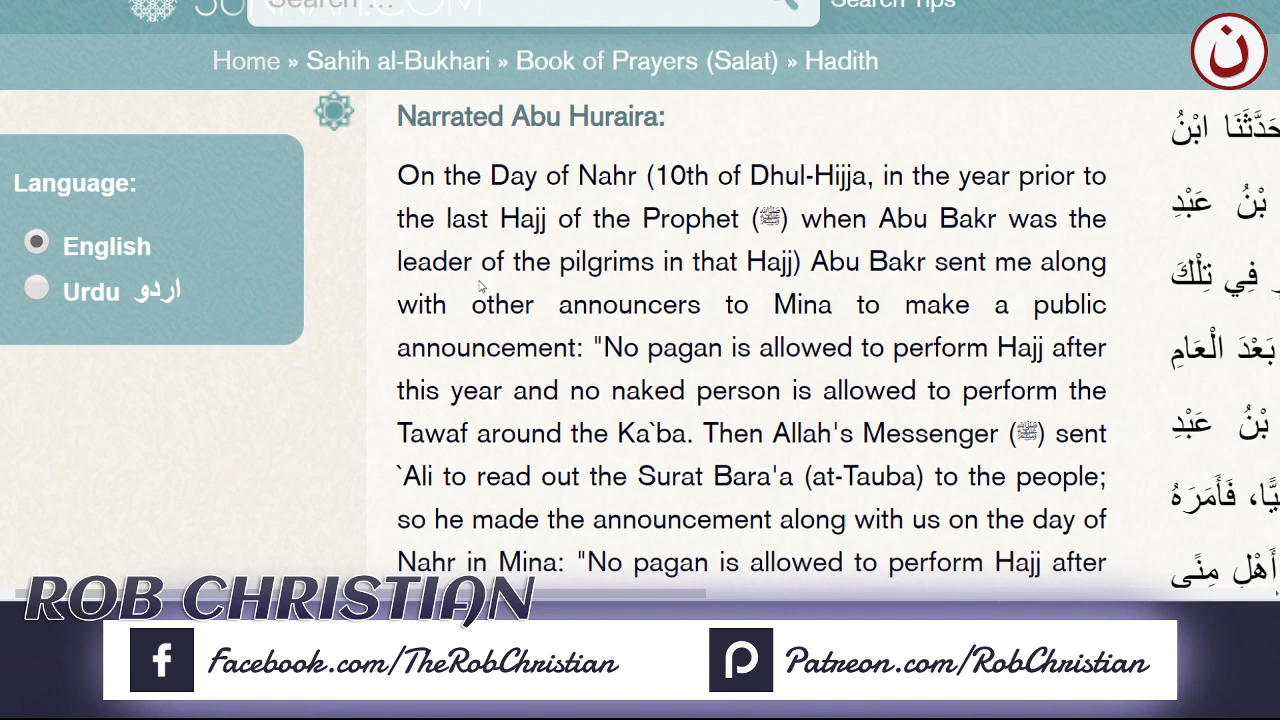 SUNNAH.COM
Search ...
Search Tips
ن
Home » Sahih al-Bukhari » Book of Prayers (Salat) » Hadith
Language:
English
Urdu اردو
Narrated Abu Huraira:
On the Day of Nahr (10th of Dhul-Hijja, in the year prior to
the last Hajj of the Prophet (ﷺ) when Abu Bakr was the
leader of the pilgrims in that Hajj) Abu Bakr sent me along
with other announcers to Mina to make a public
announcement: "No pagan is allowed to perform Hajj after
this year and no naked person is allowed to perform the
Tawaf around the Ka`ba. Then Allah's Messenger (ﷺ) sent
`Ali to read out the Surat Bara'a (at-Tauba) to the people;
so he made the announcement along with us on the day of
Nahr in Mina: "No pagan is allowed to perform Hajj after
حَدَّثَنَا ابْنُ
بْنُ عَبْدِ
فِي تِلْكَ
بَعْدَ الْعَامِ
بْنُ عَبْدِ
فَأَمَرَهُ
أَهْلِ مِنًى
ROB CHRISTIAN
Facebook.com/TheRobChristian
Patreon.com/RobChristian